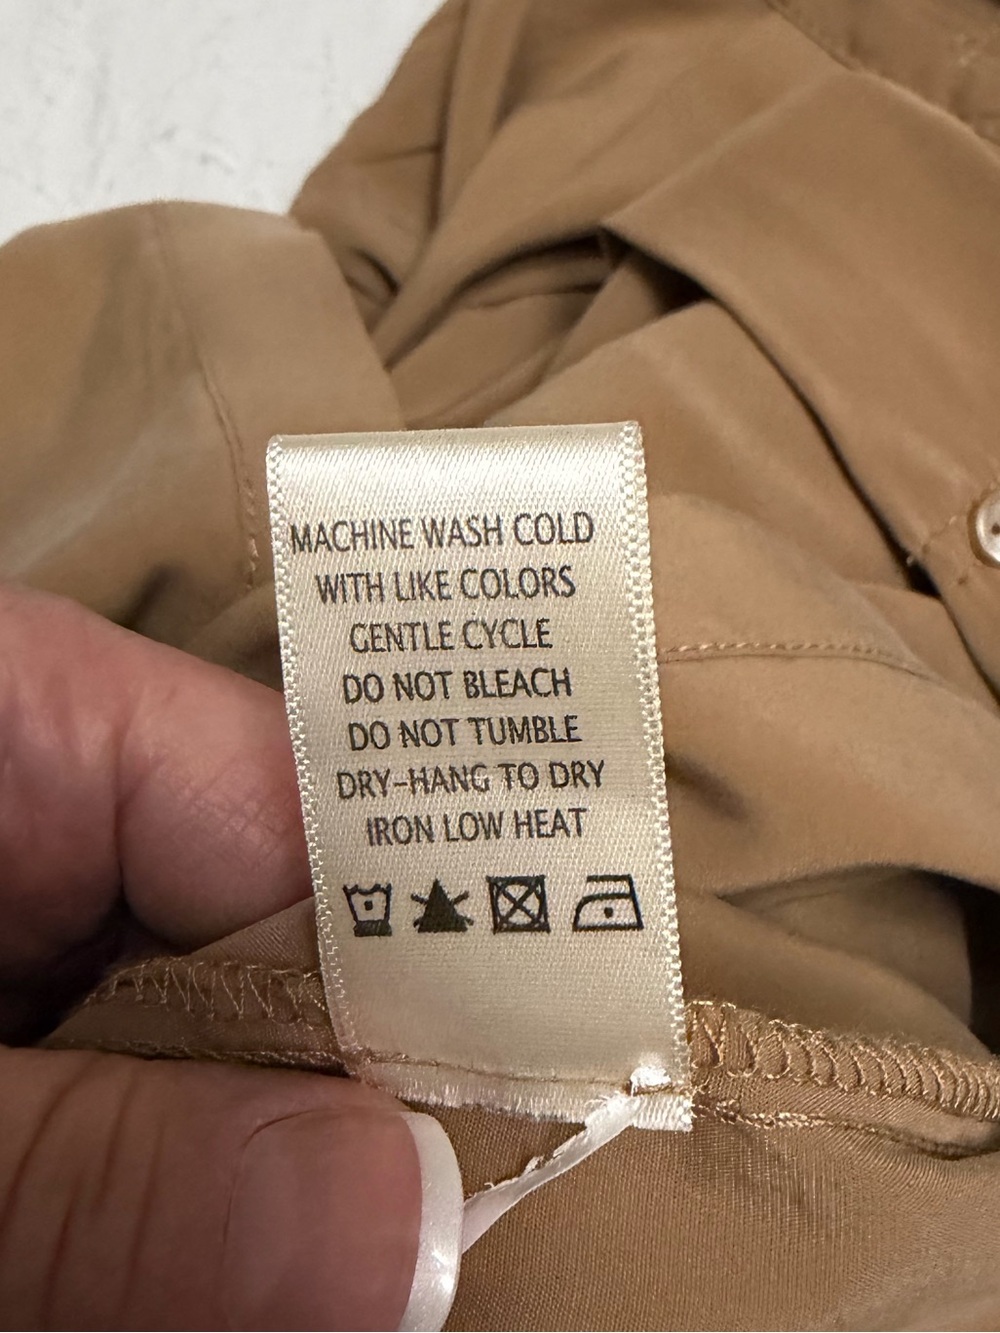 MACHINE WASH COLD
WITH LIKE COLORS
GENTLE CYCLE
DO NOT BLEACH
DO NOT TUMBLE
DRY-HANG TO DRY
IRON LOW HEAT